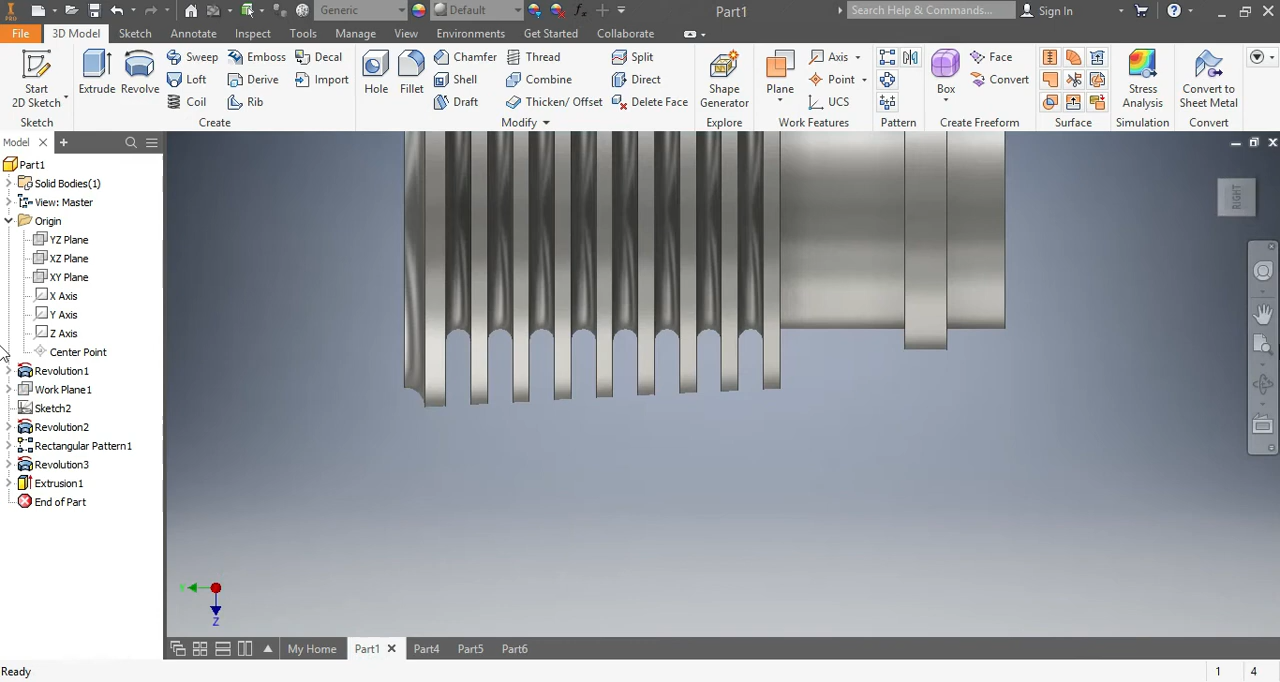 PRO
Generic
Default
Part1
Search Help & Commands...
Sign In
File
3D Model
Sketch
Annotate
Inspect
Tools
Manage
View
Environments
Get Started
Collaborate
Start
2D Sketch
Extrude
Revolve
Sweep
Emboss
Decal
Loft
Derive
Import
Coil
Rib
Hole
Fillet
Chamfer
Thread
Split
Shell
Combine
Direct
Draft
Thicken/ Offset
Delete Face
Shape
Generator
Plane
Axis
Point
UCS
Box
Face
Convert
Stress
Analysis
Convert to
Sheet Metal
Sketch
Create
Modify
Explore
Work Features
Pattern
Create Freeform
Surface
Simulation
Convert
Model
Part1
Solid Bodies(1)
View: Master
Origin
YZ Plane
XZ Plane
XY Plane
X Axis
Y Axis
Z Axis
Center Point
Revolution1
Work Plane1
Sketch2
Revolution2
Rectangular Pattern1
Revolution3
Extrusion1
End of Part
RIGHT
Z
My Home
Part1
Part4
Part5
Part6
Ready
1
4